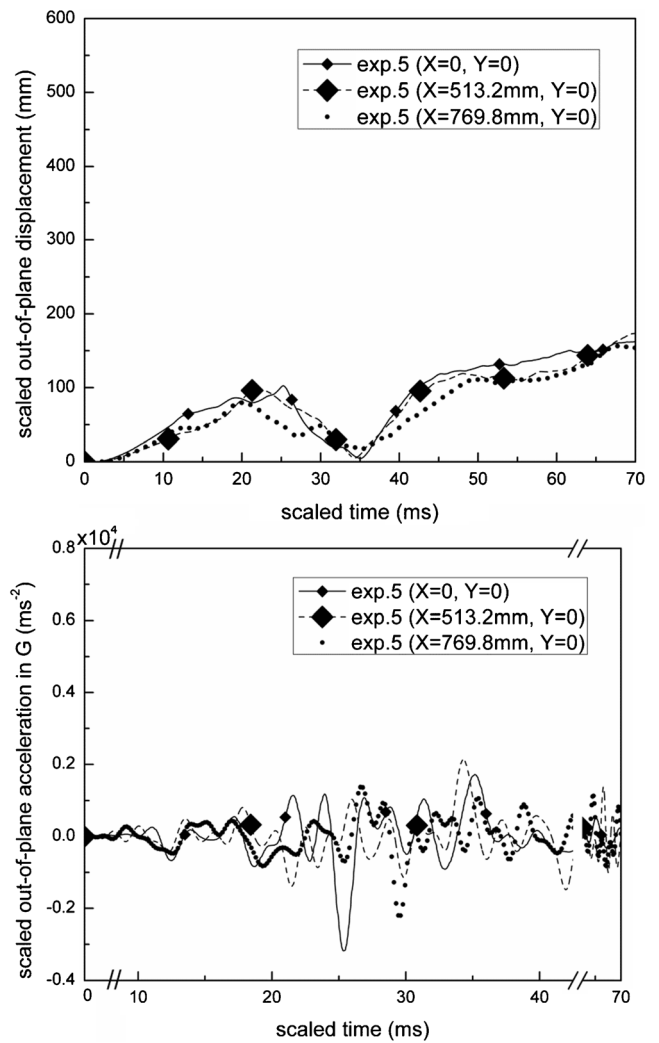 600
500
400
300
200
100
0
scaled out-of-plane displacement (mm)
exp.5 (X=0, Y=0)
exp.5 (X=513.2mm, Y=0)
exp.5 (X=769.8mm, Y=0)
0 10 20 30 40 50 60 70
scaled time (ms)
x10⁴
0.8
0.6
0.4
0.2
0.0
-0.2
-0.4
scaled out-of-plane acceleration in G (ms⁻²)
exp.5 (X=0, Y=0)
exp.5 (X=513.2mm, Y=0)
exp.5 (X=769.8mm, Y=0)
0 10 20 30 40 70
scaled time (ms)